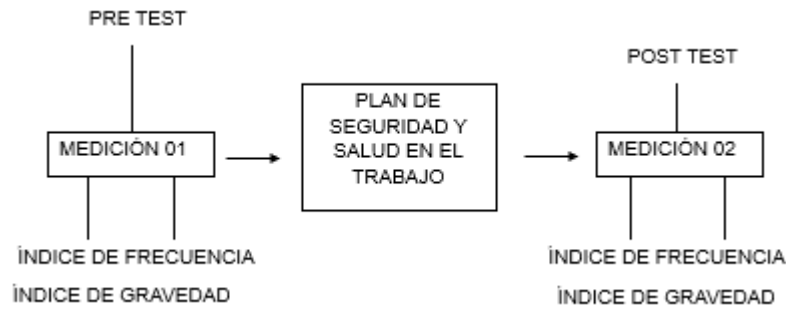 PRE TEST
POST TEST
MEDICIÓN 01
PLAN DE
SEGURIDAD Y
SALUD EN EL
TRABAJO
MEDICIÓN 02
ÍNDICE DE FRECUENCIA
ÍNDICE DE GRAVEDAD
ÍNDICE DE FRECUENCIA
ÍNDICE DE GRAVEDAD